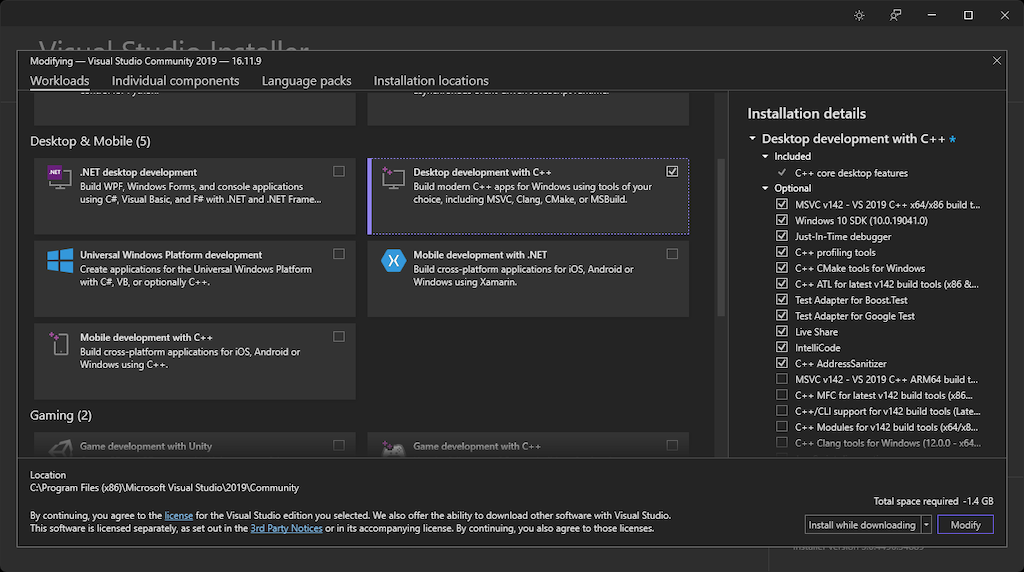 Visual Studio Installer
Modifying — Visual Studio Community 2019 — 16.11.9
Workloads
Individual components
Language packs
Installation locations
Desktop & Mobile (5)
.NET
.NET desktop development
Build WPF, Windows Forms, and console applications
using C#, Visual Basic, and F# with .NET and .NET Frame...
Desktop development with C++
Build modern C++ apps for Windows using tools of your
choice, including MSVC, Clang, CMake, or MSBuild.
Universal Windows Platform development
Create applications for the Universal Windows Platform
with C#, VB, or optionally C++.
Mobile development with .NET
Build cross-platform applications for iOS, Android or
Windows using Xamarin.
Mobile development with C++
Build cross-platform applications for iOS, Android or
Windows using C++.
Gaming (2)
Game development with Unity
Game development with C++
Installation details
Desktop development with C++ *
Included
C++ core desktop features
Optional
MSVC v142 - VS 2019 C++ x64/x86 build t...
Windows 10 SDK (10.0.19041.0)
Just-In-Time debugger
C++ profiling tools
C++ CMake tools for Windows
C++ ATL for latest v142 build tools (x86 &...
Test Adapter for Boost.Test
Test Adapter for Google Test
Live Share
IntelliCode
C++ AddressSanitizer
MSVC v142 - VS 2019 C++ ARM64 build t...
C++ MFC for latest v142 build tools (x86...
C++/CLI support for v142 build tools (Late...
C++ Modules for v142 build tools (x64/x8...
C++ Clang tools for Windows (12.0.0 - x64...
Location
C:\Program Files (x86)\Microsoft Visual Studio\2019\Community
By continuing, you agree to the license for the Visual Studio edition you selected. We also offer the ability to download other software with Visual Studio.
This software is licensed separately, as set out in the 3rd Party Notices or in its accompanying license. By continuing, you also agree to those licenses.
Total space required -1.4 GB
Install while downloading
Modify